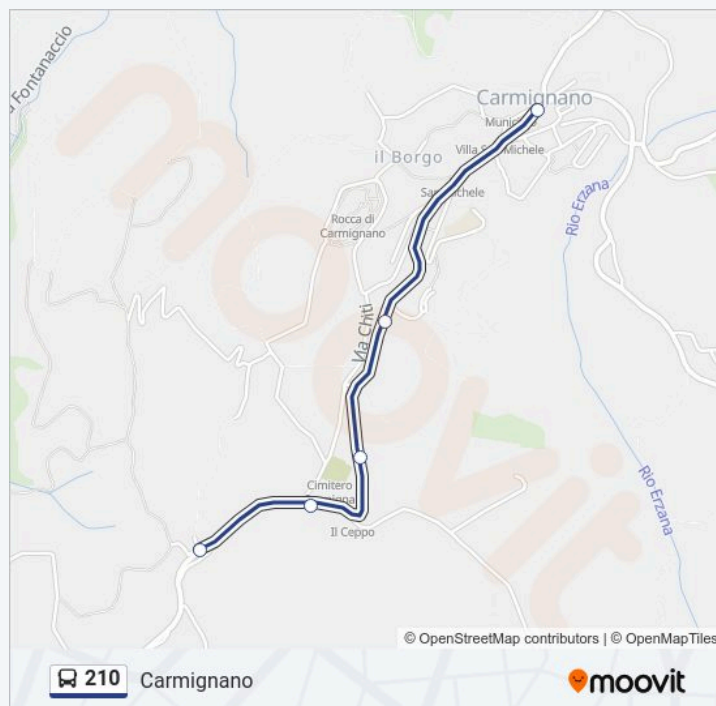 Fontanaccio
Carmignano
Municipio
Villa San Michele
il Borgo
San Michele
Rocca di
Carmignano
Rio Erzana
Via Chiti
moovit
Cimitero
Il Ceppo
Rio Erzana
© OpenStreetMap contributors | © OpenMapTiles
210 Carmignano
moovit